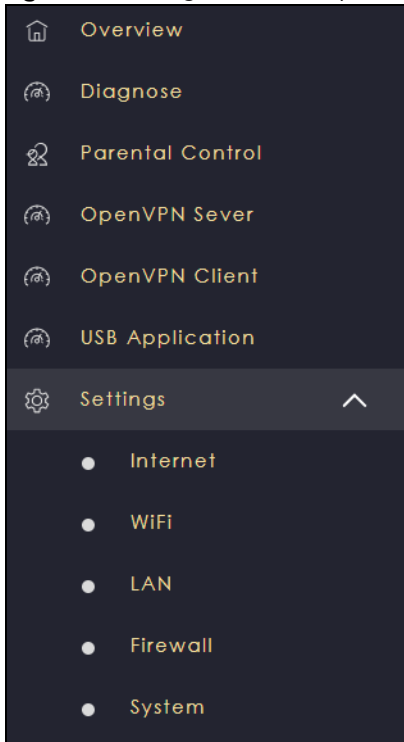 Overview
Diagnose
Parental Control
OpenVPN Sever
OpenVPN Client
USB Application
Settings
Internet
WiFi
LAN
Firewall
System